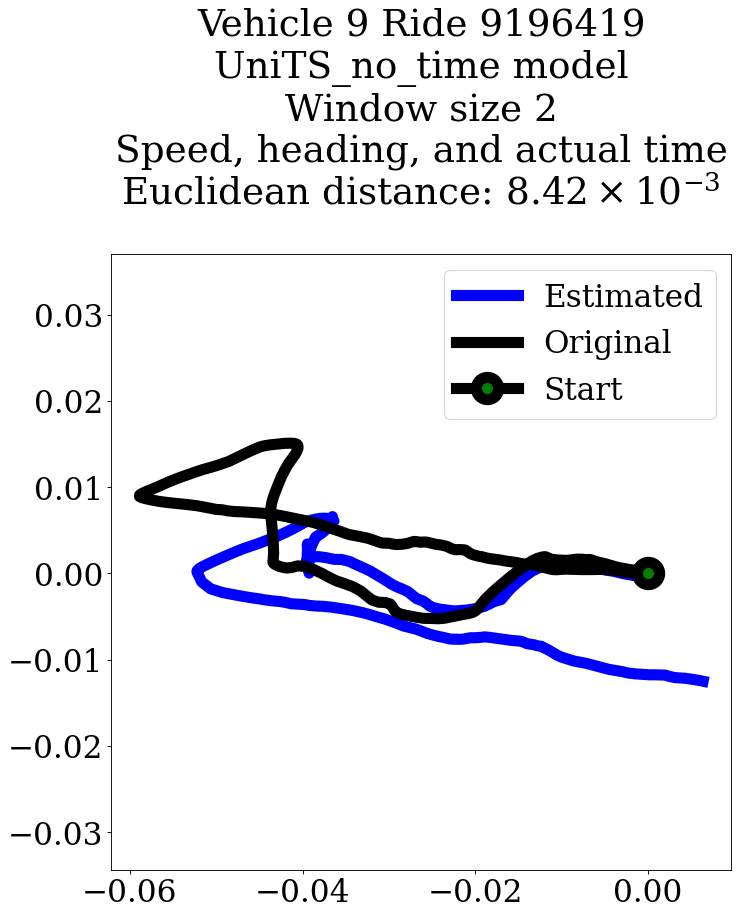 Vehicle 9 Ride 9196419
UniTS_no_time model
Window size 2
Speed, heading, and actual time
Euclidean distance: 8.42 × 10⁻³
Estimated
Original
Start
0.03
0.02
0.01
0.00
−0.01
−0.02
−0.03
−0.06
−0.04
−0.02
0.00